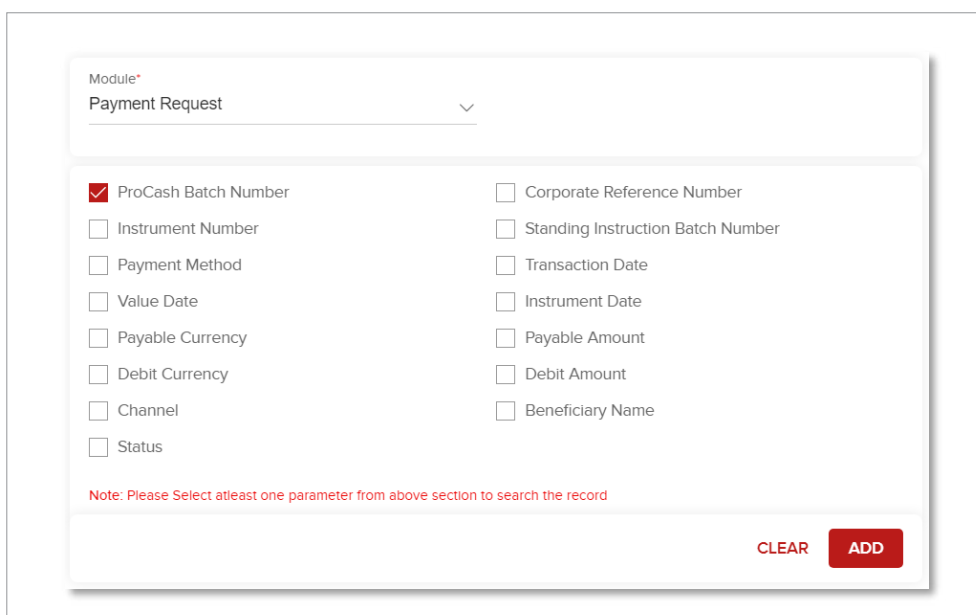 Module*
Payment Request
ProCash Batch Number
Corporate Reference Number
Instrument Number
Standing Instruction Batch Number
Payment Method
Transaction Date
Value Date
Instrument Date
Payable Currency
Payable Amount
Debit Currency
Debit Amount
Channel
Beneficiary Name
Status
Note: Please Select atleast one parameter from above section to search the record
CLEAR
ADD